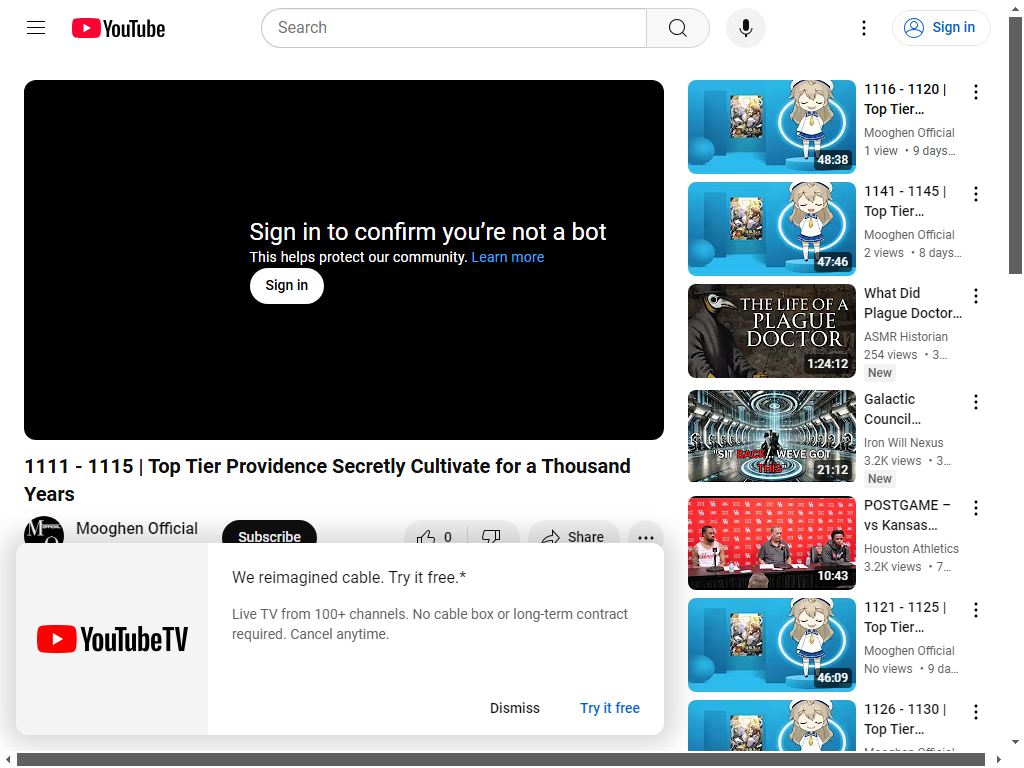 YouTube
Search
Sign in
Sign in to confirm you’re not a bot
This helps protect our community. Learn more
Sign in
1111 - 1115 | Top Tier Providence Secretly Cultivate for a Thousand
Years
Mooghen Official
Subscribe
0
Share
YouTubeTV
We reimagined cable. Try it free.*
Live TV from 100+ channels. No cable box or long-term contract
required. Cancel anytime.
Dismiss
Try it free
48:38
1116 - 1120 |
Top Tier…
Mooghen Official
1 view • 9 days…
47:46
1141 - 1145 |
Top Tier…
Mooghen Official
2 views • 8 days…
THE LIFE OF A
PLAGUE
DOCTOR
1:24:12
What Did
Plague Doctor…
ASMR Historian
254 views • 3…
New
"SIT BACK... WE'VE GOT
THIS"
21:12
Galactic
Council…
Iron Will Nexus
3.2K views • 3…
New
10:43
POSTGAME –
vs Kansas…
Houston Athletics
3.2K views • 7…
46:09
1121 - 1125 |
Top Tier…
Mooghen Official
No views • 9 da…
1126 - 1130 |
Top Tier…
Mooghen Official